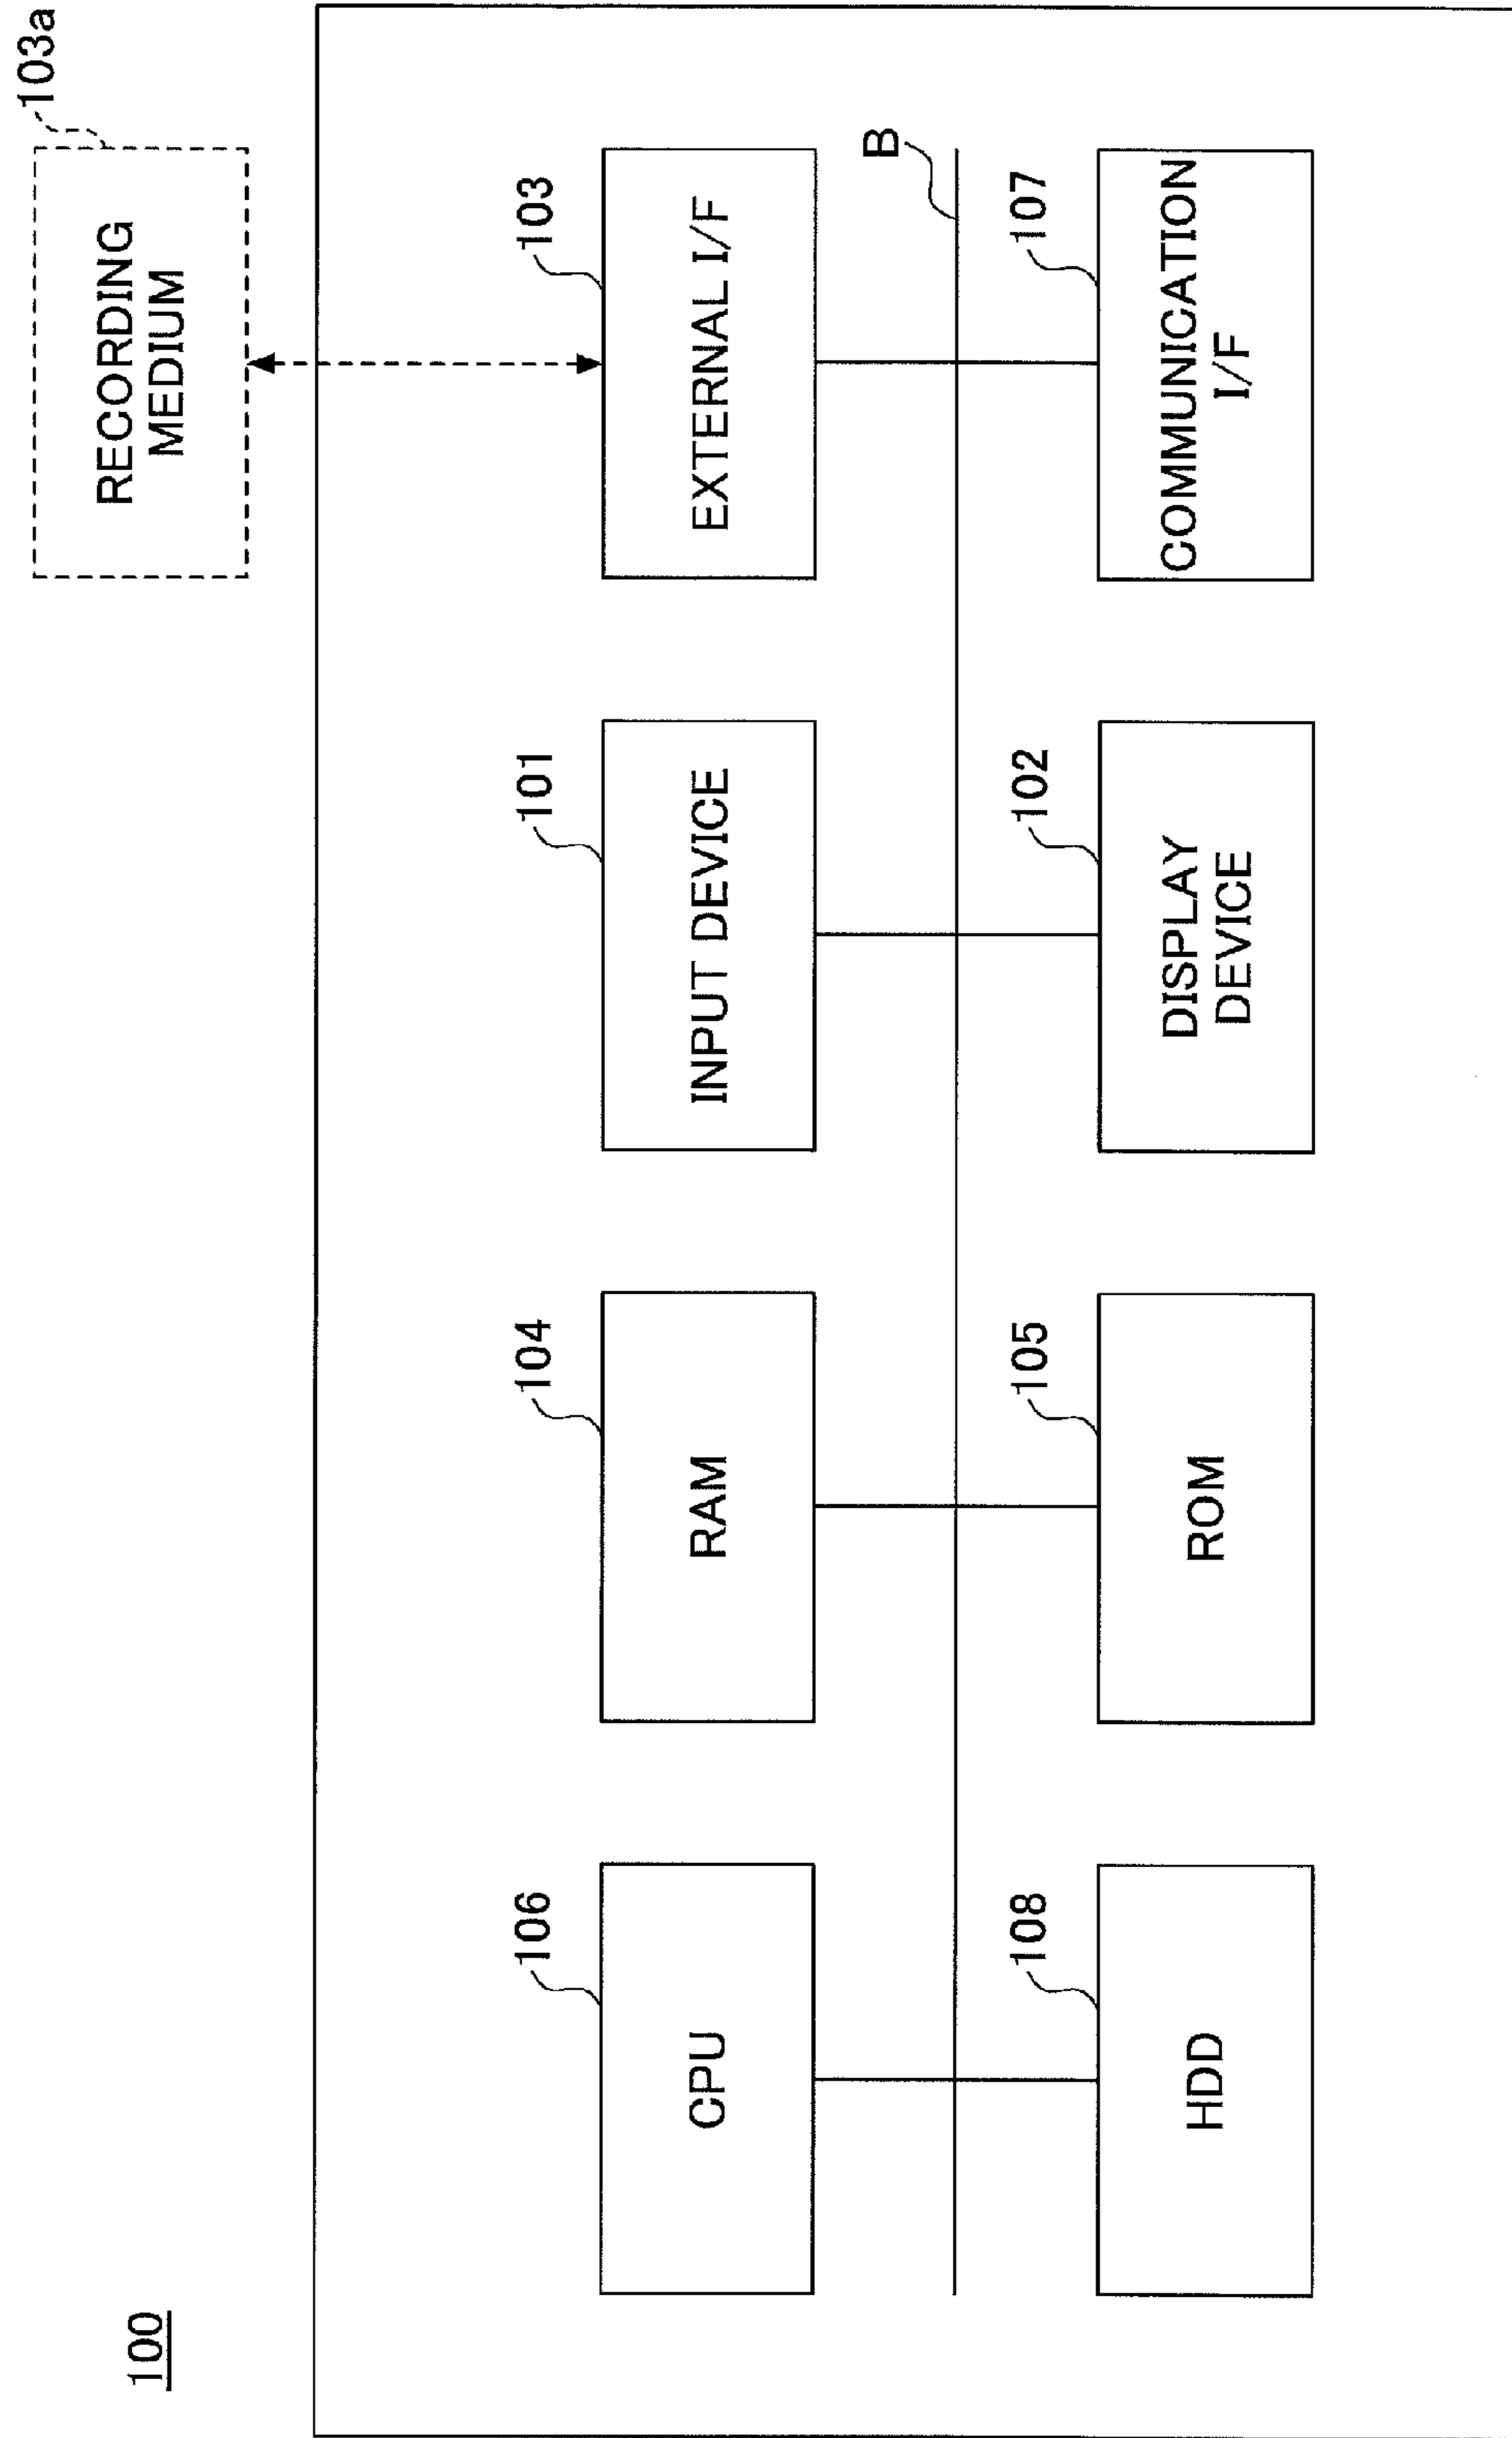 100
RECORDING
MEDIUM
103a
106
CPU
104
RAM
101
INPUT DEVICE
103
EXTERNAL I/F
B
108
HDD
105
ROM
102
DISPLAY
DEVICE
107
COMMUNICATION
I/F